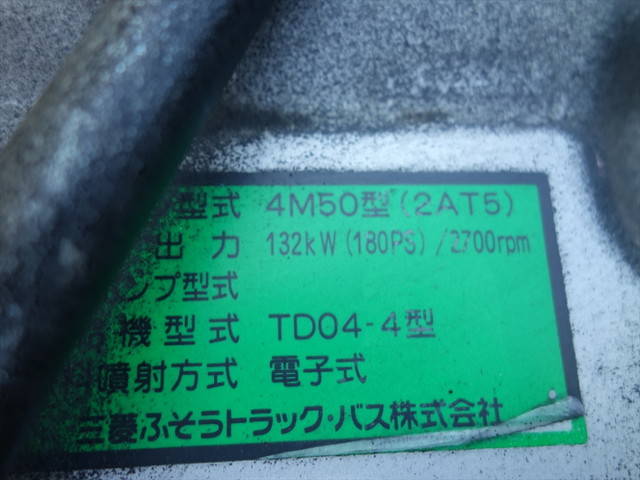 型式 4M50型(2AT5)
出力 132kW(180PS)/2700rpm
ンプ型式
機型式 TD04-4型
料噴射方式 電子式
三菱ふそうトラック・バス株式会社